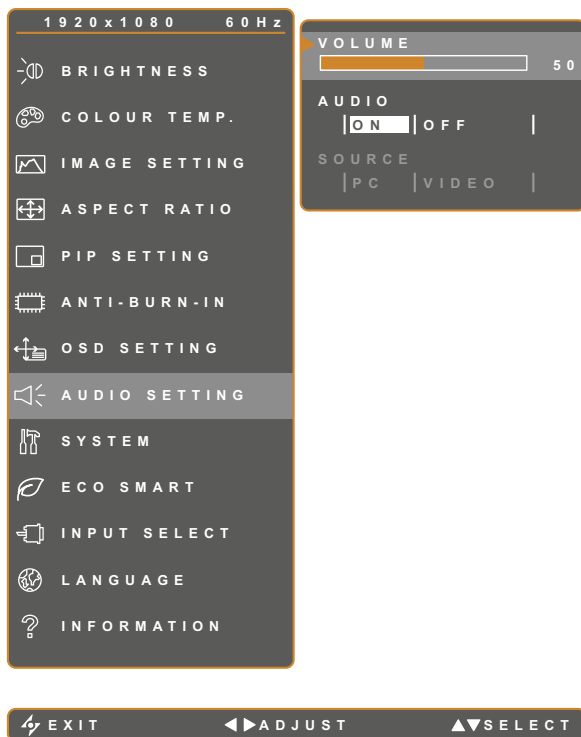 1920x1080 60Hz
BRIGHTNESS
COLOUR TEMP.
IMAGE SETTING
ASPECT RATIO
PIP SETTING
ANTI-BURN-IN
OSD SETTING
AUDIO SETTING
SYSTEM
ECO SMART
INPUT SELECT
LANGUAGE
INFORMATION
VOLUME
50
AUDIO
ON OFF
SOURCE
PC VIDEO
EXIT ADJUST SELECT